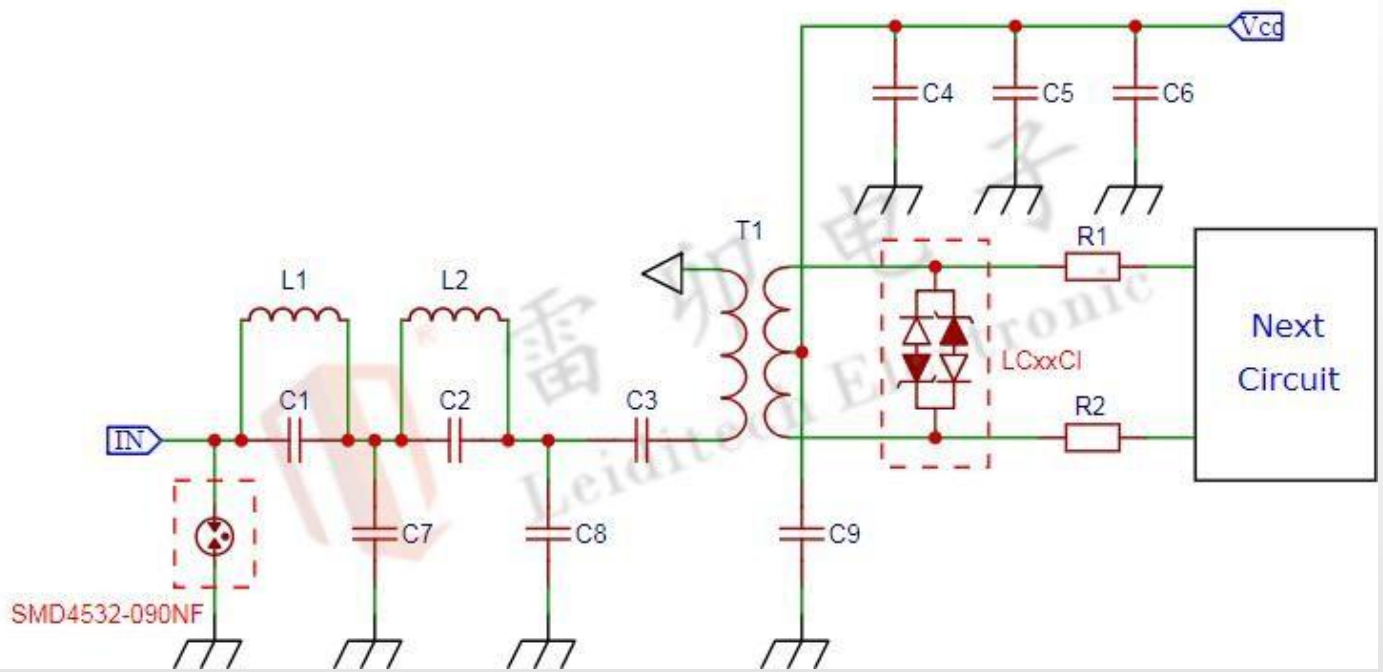 Vcc
C4
C5
C6
T1
R1
L1
L2
Next
Circuit
LCxxCI
C1
C2
C3
R2
IN
C7
C8
C9
SMD4532-090NF
雷卯电子
Leiditech Electronic
®